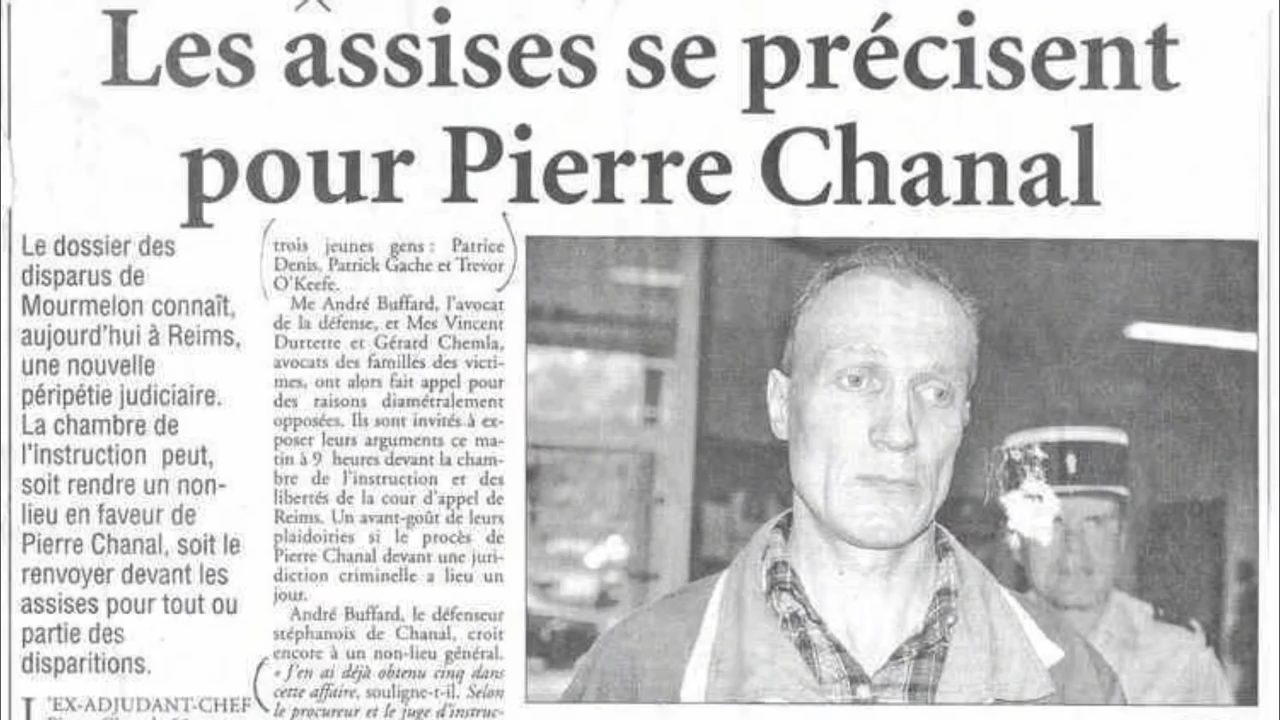 Les assises se précisent
pour Pierre Chanal
Le dossier des
disparus de
Mourmelon connaît,
aujourd'hui à Reims,
une nouvelle
péripétie judiciaire.
La chambre de
l'instruction peut,
soit rendre un non-
lieu en faveur de
Pierre Chanal, soit le
renvoyer devant les
assises pour tout ou
partie des
disparitions.
L'EX-ADJUDANT-CHEF
trois jeunes gens : Patrice
Denis, Patrick Gache et Trevor
O'Keefe.
Me André Buffard, l'avocat
de la défense, et Mes Vincent
Durtette et Gérard Chemla,
avocats des familles des victi-
mes, ont alors fait appel pour
des raisons diamétralement
opposées. Ils sont invités à ex-
poser leurs arguments ce ma-
tin à 9 heures devant la cham-
bre de l'instruction et des
libertés de la cour d'appel de
Reims. Un avant-goût de leurs
plaidoiries si le procès de
Pierre Chanal devant une juri-
diction criminelle a lieu un
jour.
André Buffard, le défenseur
stéphanois de Chanal, croit
encore à un non-lieu général.
« J'en ai déjà obtenu cinq dans
cette affaire, souligne-t-il. Selon
le procureur et le juge d'instruc-